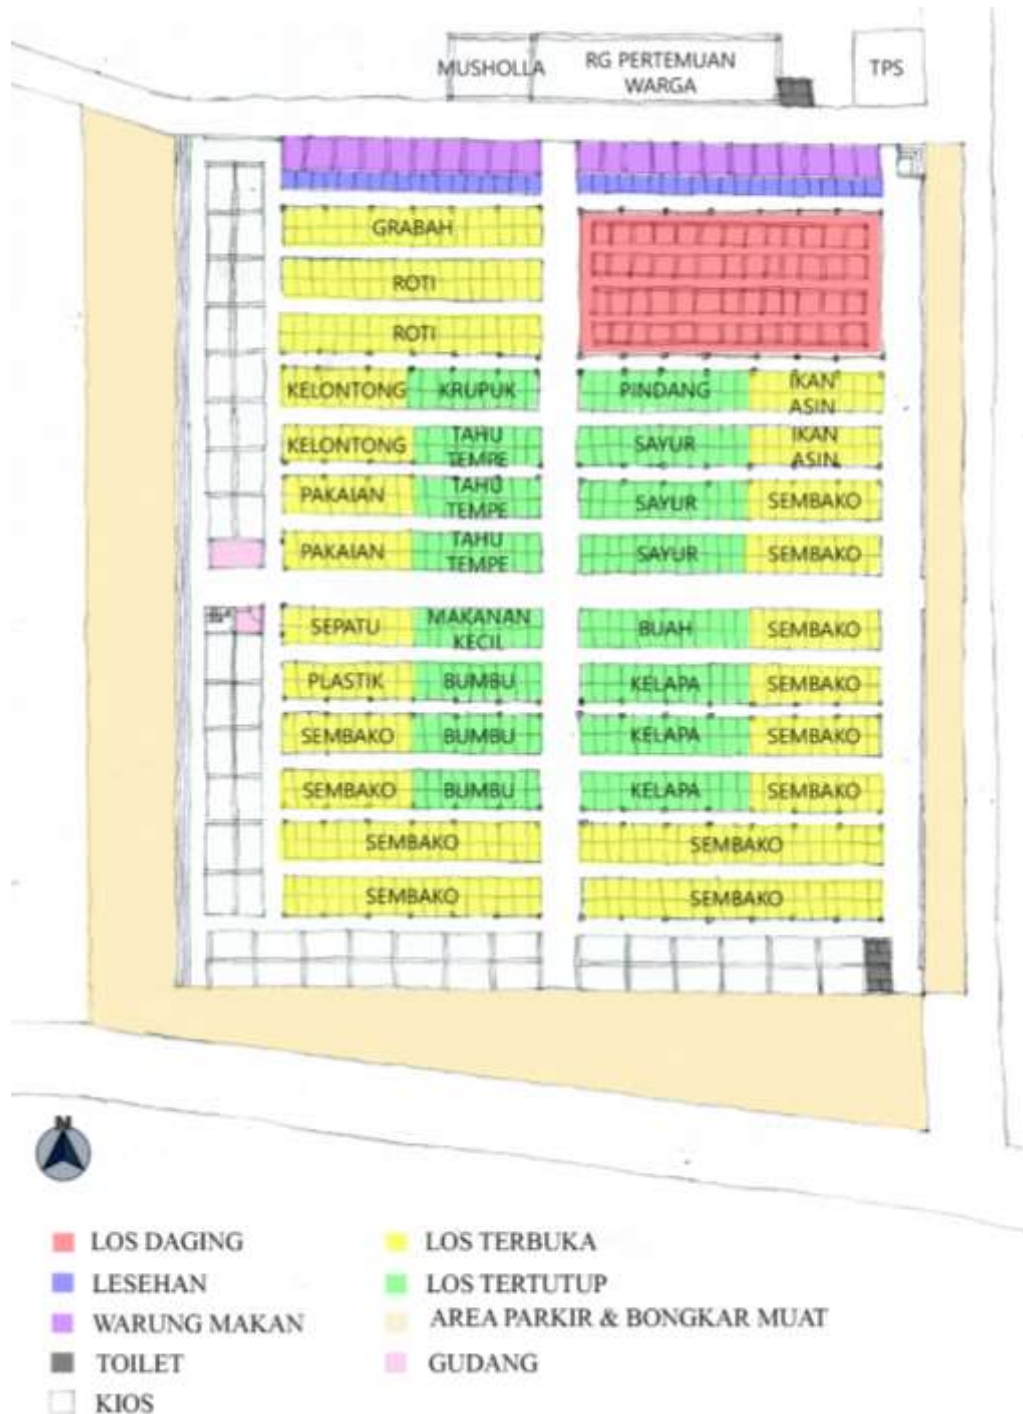 MUSHOLLA
RG PERTEMUAN
WARGA
TPS
GRABAH
ROTI
ROTI
KELONTONG KRUPUK PINDANG IKAN
ASIN
KELONTONG TAHU
TEMPE
SAYUR IKAN
ASIN
PAKAIAN TAHU
TEMPE
SAYUR SEMBAKO
PAKAIAN TAHU
TEMPE
SAYUR SEMBAKO
SEPATU MAKANAN
KECIL
BUAH SEMBAKO
PLASTIK BUMBU KELAPA SEMBAKO
SEMBAKO BUMBU KELAPA SEMBAKO
SEMBAKO BUMBU KELAPA SEMBAKO
SEMBAKO SEMBAKO
SEMBAKO SEMBAKO
N
LOS DAGING
LESEHAN
WARUNG MAKAN
TOILET
KIOS
LOS TERBUKA
LOS TERTUTUP
AREA PARKIR & BONGKAR MUAT
GUDANG